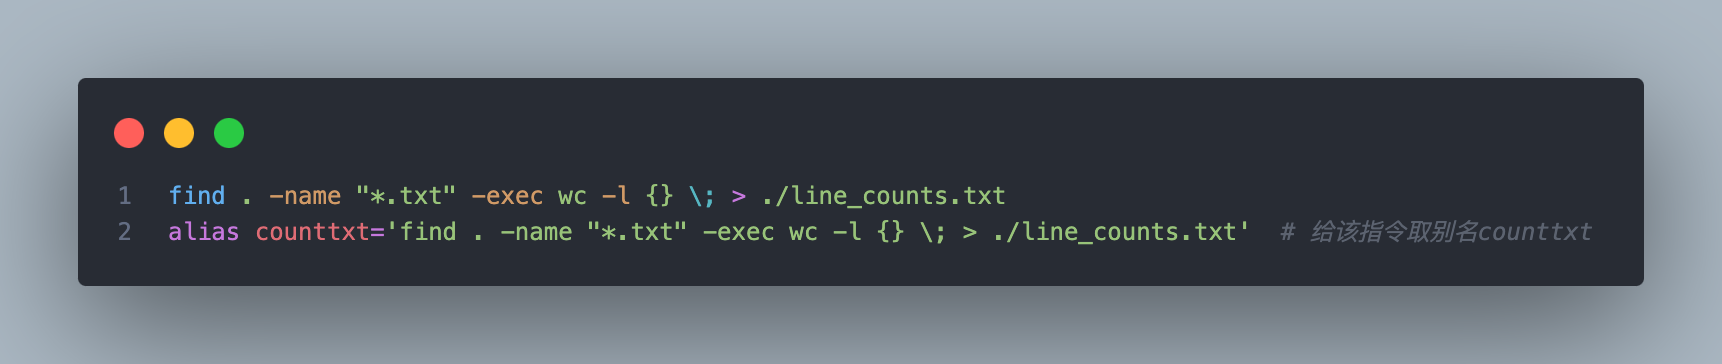 1 find . -name "*.txt" -exec wc -l {} \; > ./line_counts.txt
2 alias counttxt='find . -name "*.txt" -exec wc -l {} \; > ./line_counts.txt'  # 给该指令取别名counttxt